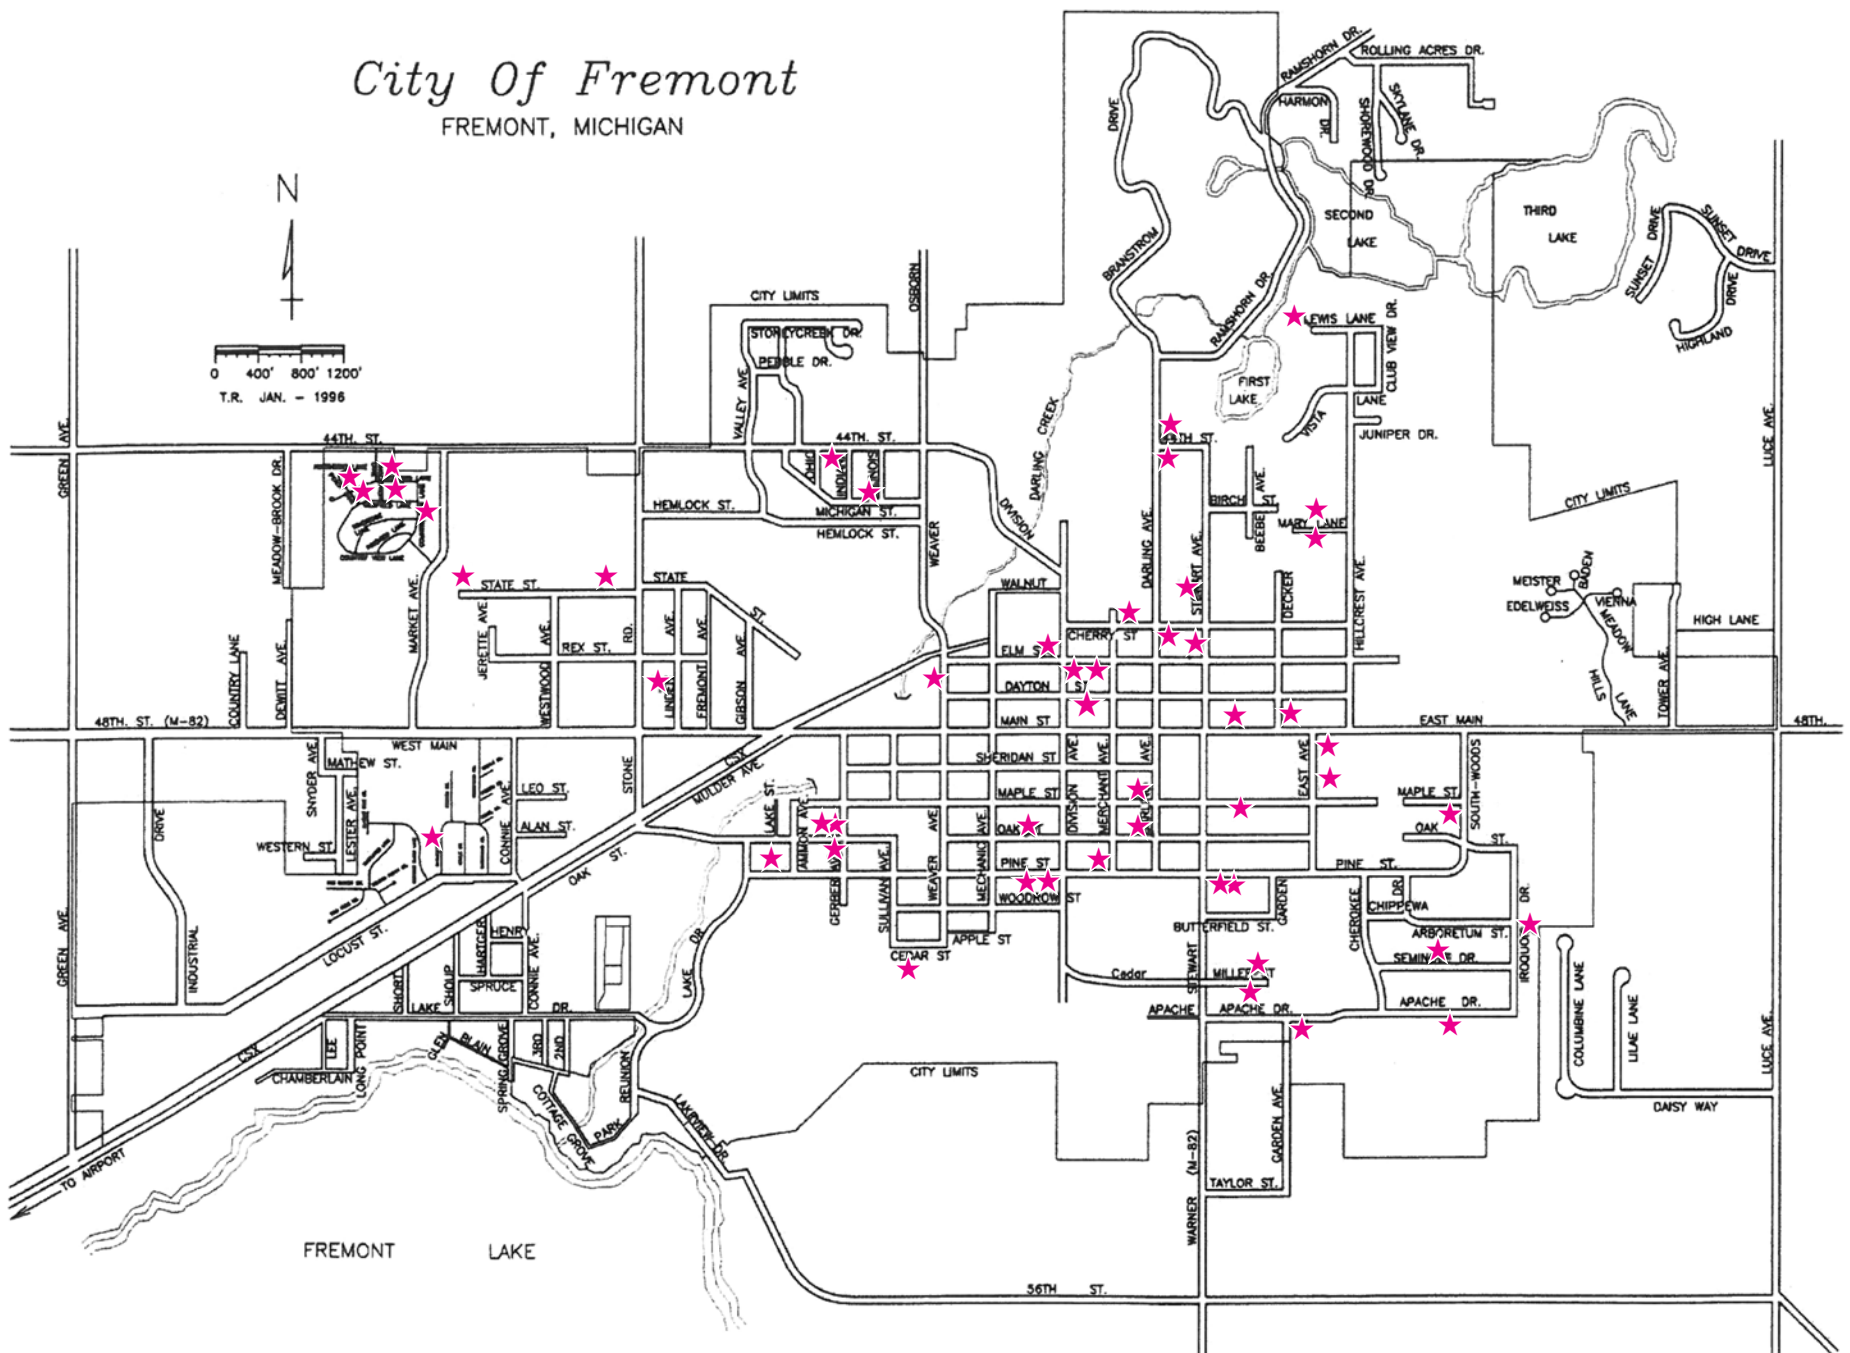 City Of Fremont
FREMONT, MICHIGAN
N
0 400' 800' 1200'
T.R. JAN. - 1996
RAMSHORN DR.
ROLLING ACRES DR.
HARMON DR.
SKYLANE DR.
SHOREWOOD DR.
DRIVE
BRANSTROM
RAMSHORN DR.
SECOND LAKE
THIRD LAKE
SUNSET DRIVE
SUNSET DRIVE
HIGHLAND DRIVE
CITY LIMITS
OSBORN
STONEYCREEK DR.
PEBBLE DR.
VALLEY AVE.
LEWIS LANE
CLUB VIEW DR.
FIRST LAKE
VISTA LANE
JUNIPER DR.
DARLING CREEK
GREEN AVE.
44TH. ST.
44TH. ST.
LUCE AVE.
MEADOW-BROOK DR.
HEMLOCK ST.
MICHIGAN ST.
HEMLOCK ST.
WEAVER
DIVISION
BIRCH ST.
BEEBE AVE.
MARY LANE
CITY LIMITS
DARLING AVE.
DECKER
HILLCREST AVE.
MEISTER
BADEN
EDELWEISS
VIENNA
MEADOW HILLS LANE
HIGH LANE
TOWER AVE.
STATE ST.
STATE ST.
WALNUT
MARKET AVE.
JERETTE AVE.
WESTWOOD AVE.
REX ST.
RD.
LINDEN AVE.
FREMONT AVE.
GIBSON AVE.
CHERRY ST
COUNTRY LANE
DEWITT AVE.
DAYTON ST
48TH. ST. (M-82)
MAIN ST
EAST MAIN
48TH.
WEST MAIN
MATHEW ST.
SNYDER AVE.
LESTER AVE.
WESTERN ST.
LEO ST.
ALAN ST.
CONNIE AVE.
STONE
CSX
MULDER AVE.
SHERIDAN ST
MAPLE ST
DIVISION AVE.
MERCHANT AVE.
AVE.
EAST AVE
MAPLE ST.
SOUTH-WOODS
OAK ST.
LAKE ST.
AMMON AVE.
SULLIVAN AVE.
WEAVER AVE.
MECHANIC AVE.
PINE ST
WOODROW ST
PINE ST.
OAK ST.
INDUSTRIAL DRIVE
GREEN AVE.
LOCUST ST.
APPLE ST
CEDAR ST
BUTTERFIELD ST.
GARDEN
CHEROKEE
DR.
CHIPPEWA
ARBORETUM ST.
IROQUOIS DR.
HARTGER
HENRY
CONNIE AVE.
SHORT
SHOUP
SPRUCE
LAKE DR.
LAKE DR.
Cedar
STEWART
APACHE
APACHE DR.
APACHE DR.
COLUMBINE LANE
LILAE LANE
DAISY WAY
LUCE AVE.
CSX
LEE
LONG POINT
CHAMBERLAIN
GLEN
BLAIN
SPRING GROVE
3RD
2ND
COTTAGE GROVE
PARK
REUNION
LAKEVIEW DR.
CITY LIMITS
GARDEN AVE.
WARNER (M-82)
TAYLOR ST.
TO AIRPORT
FREMONT LAKE
56TH ST.